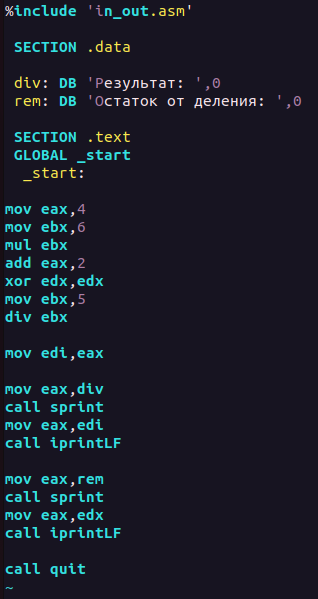 %include 'in_out.asm'
SECTION .data
div: DB 'Результат: ',0
rem: DB 'Остаток от деления: ',0
SECTION .text
GLOBAL _start
_start:
mov eax,4
mov ebx,6
mul ebx
add eax,2
xor edx,edx
mov ebx,5
div ebx
mov edi,eax
mov eax,div
call sprint
mov eax,edi
call iprintLF
mov eax,rem
call sprint
mov eax,edx
call iprintLF
call quit
~